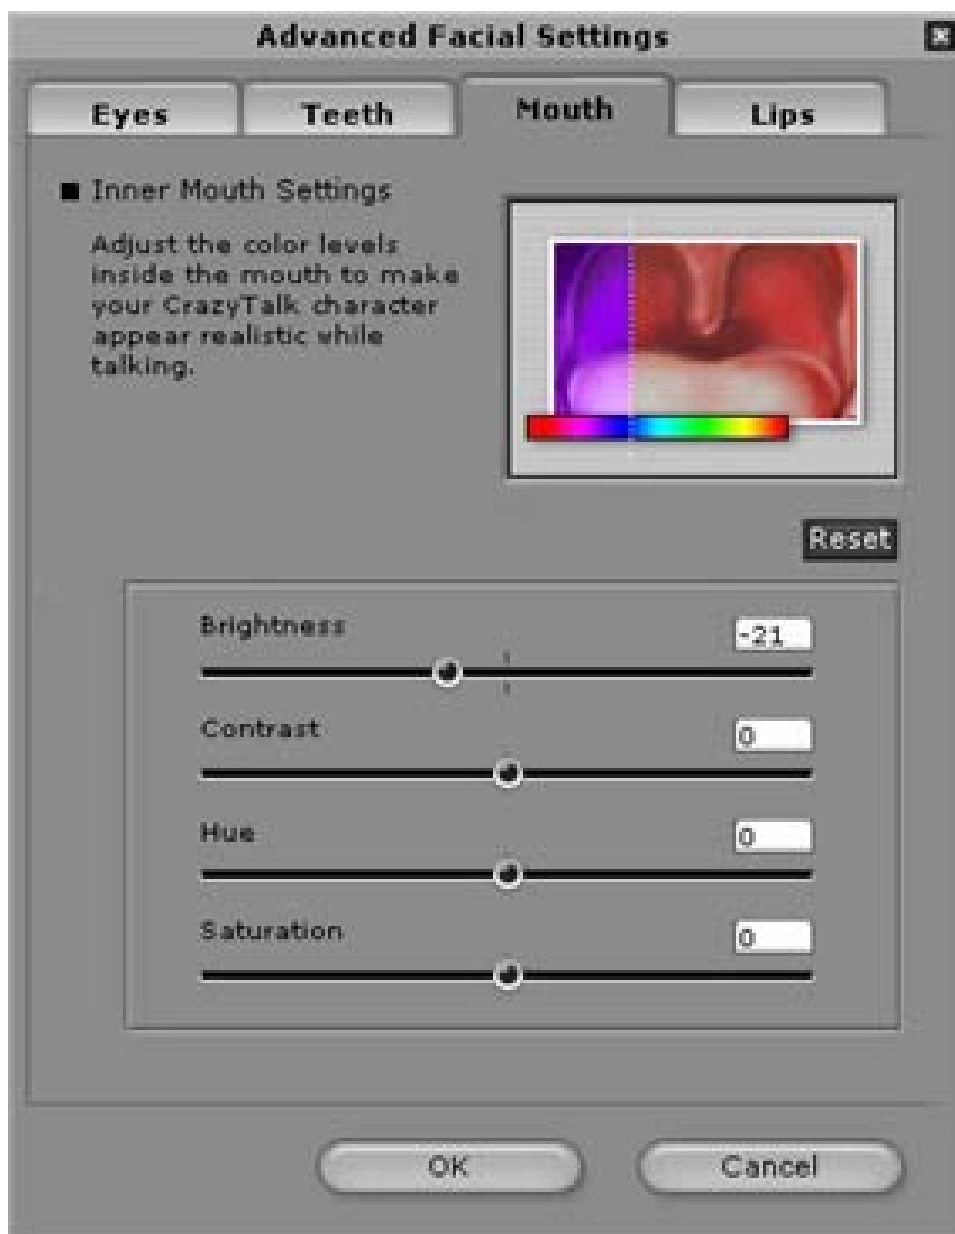 Advanced Facial Settings
Eyes
Teeth
Mouth
Lips
Inner Mouth Settings
Adjust the color levels
inside the mouth to make
your CrazyTalk character
appear realistic while
talking.
Reset
Brightness
-21
Contrast
0
Hue
0
Saturation
0
OK
Cancel